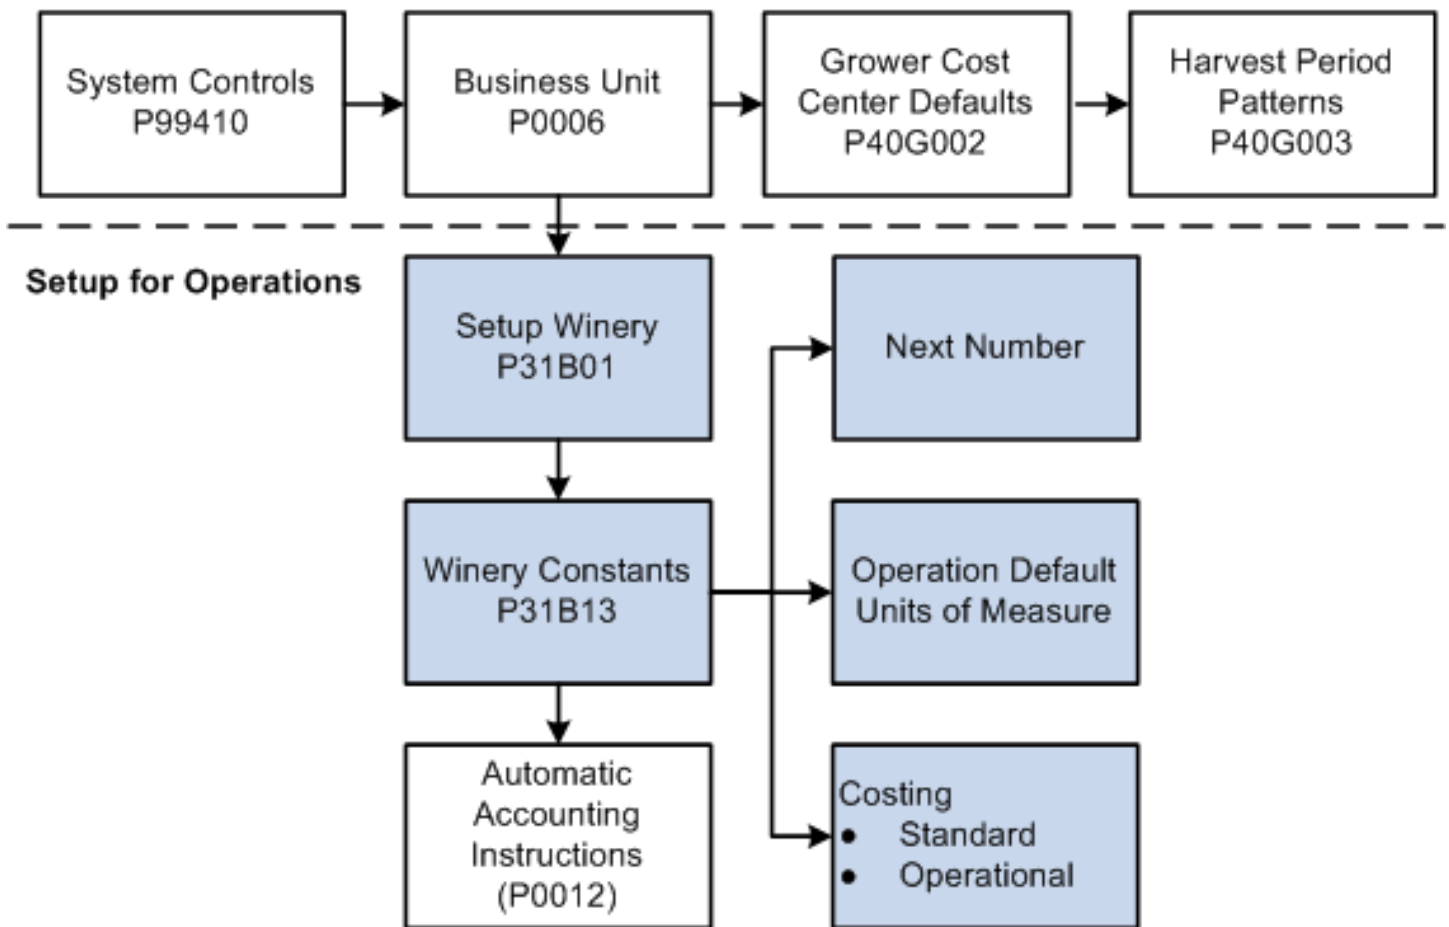 System Controls
P99410
Business Unit
P0006
Grower Cost
Center Defaults
P40G002
Harvest Period
Patterns
P40G003
Setup for Operations
Setup Winery
P31B01
Next Number
Winery Constants
P31B13
Operation Default
Units of Measure
Automatic
Accounting
Instructions
(P0012)
Costing
• Standard
• Operational